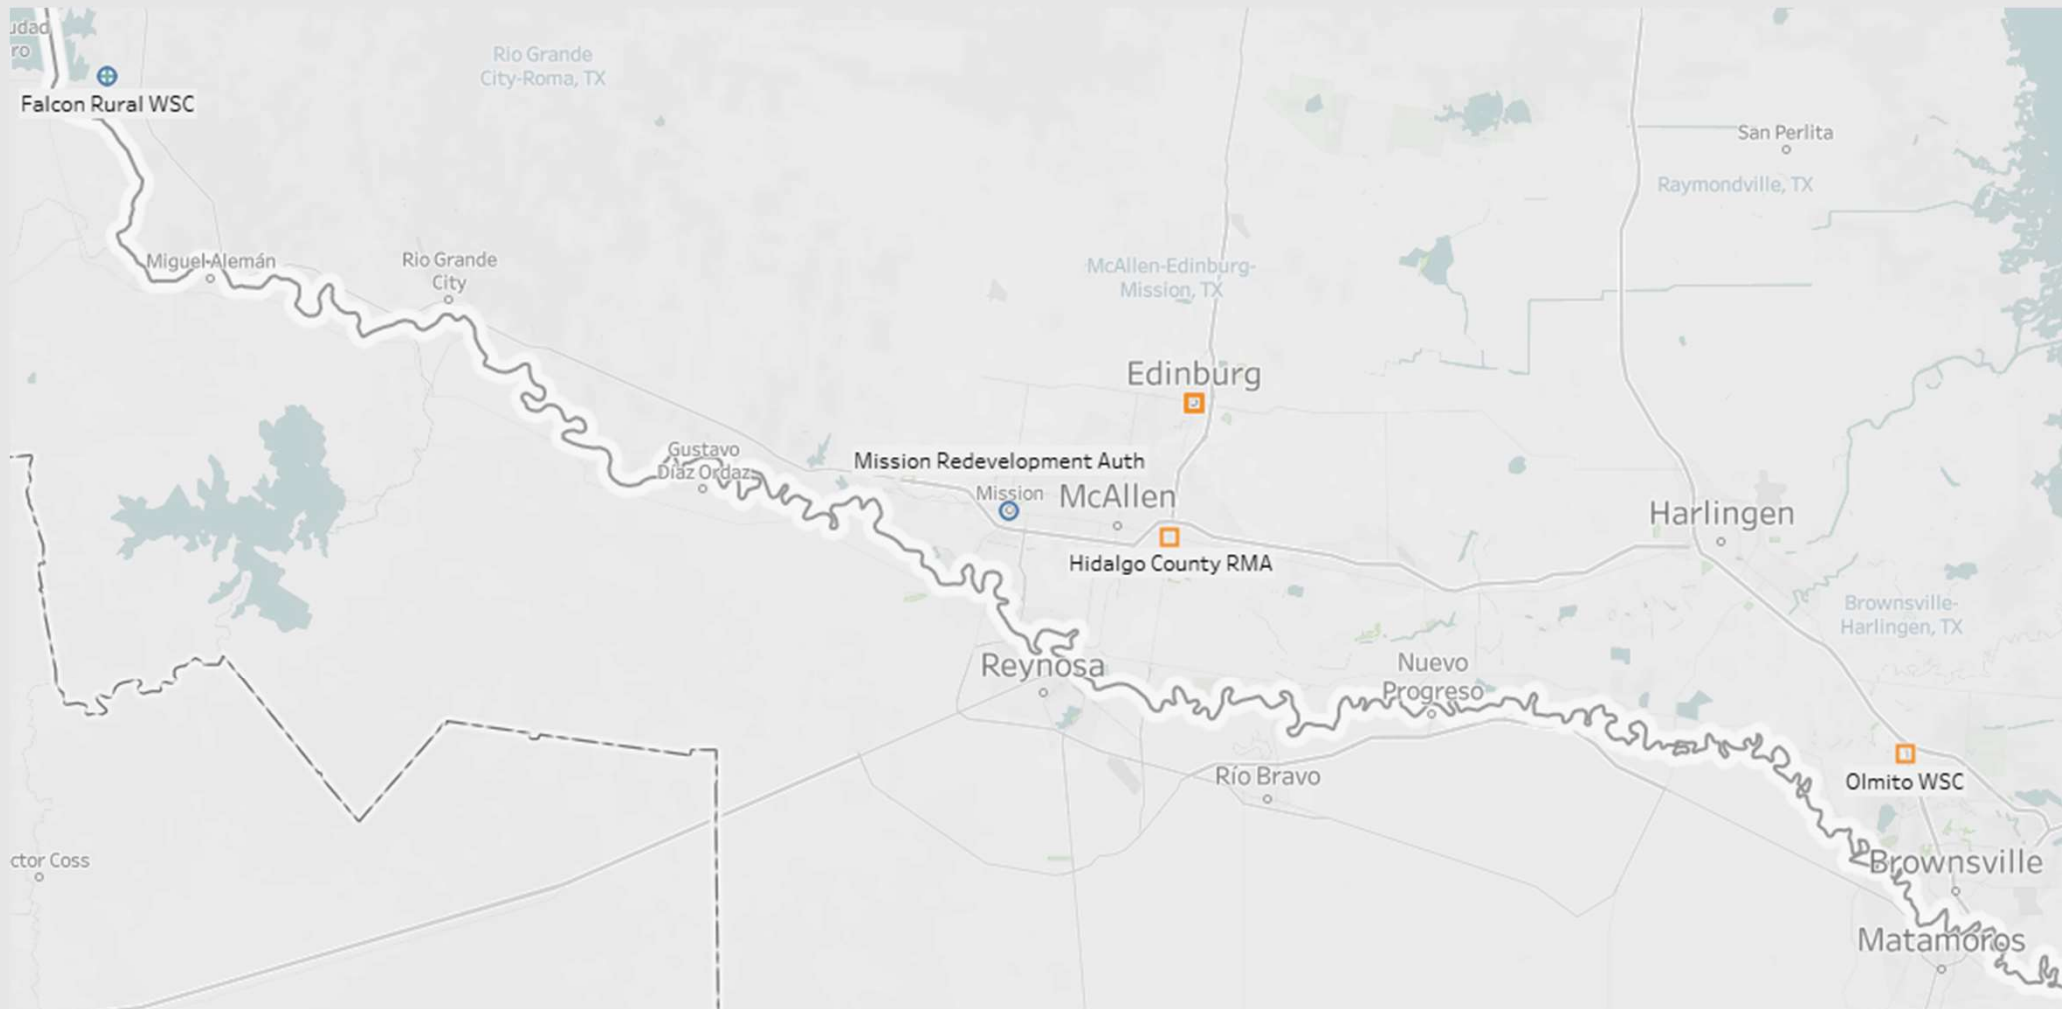 udad
ro
Falcon Rural WSC
Rio Grande
City-Roma, TX
San Perlita
Raymondville, TX
Miguel Alemán
Rio Grande
City
McAllen-Edinburg-
Mission, TX
Edinburg
Gustavo
Díaz Ordaz
Mission Redevelopment Auth
Mission
McAllen
Hidalgo County RMA
Harlingen
Brownsville-
Harlingen, TX
Reynosa
Nuevo
Progreso
Río Bravo
Olmito WSC
ctor Coss
Brownsville
Matamoros